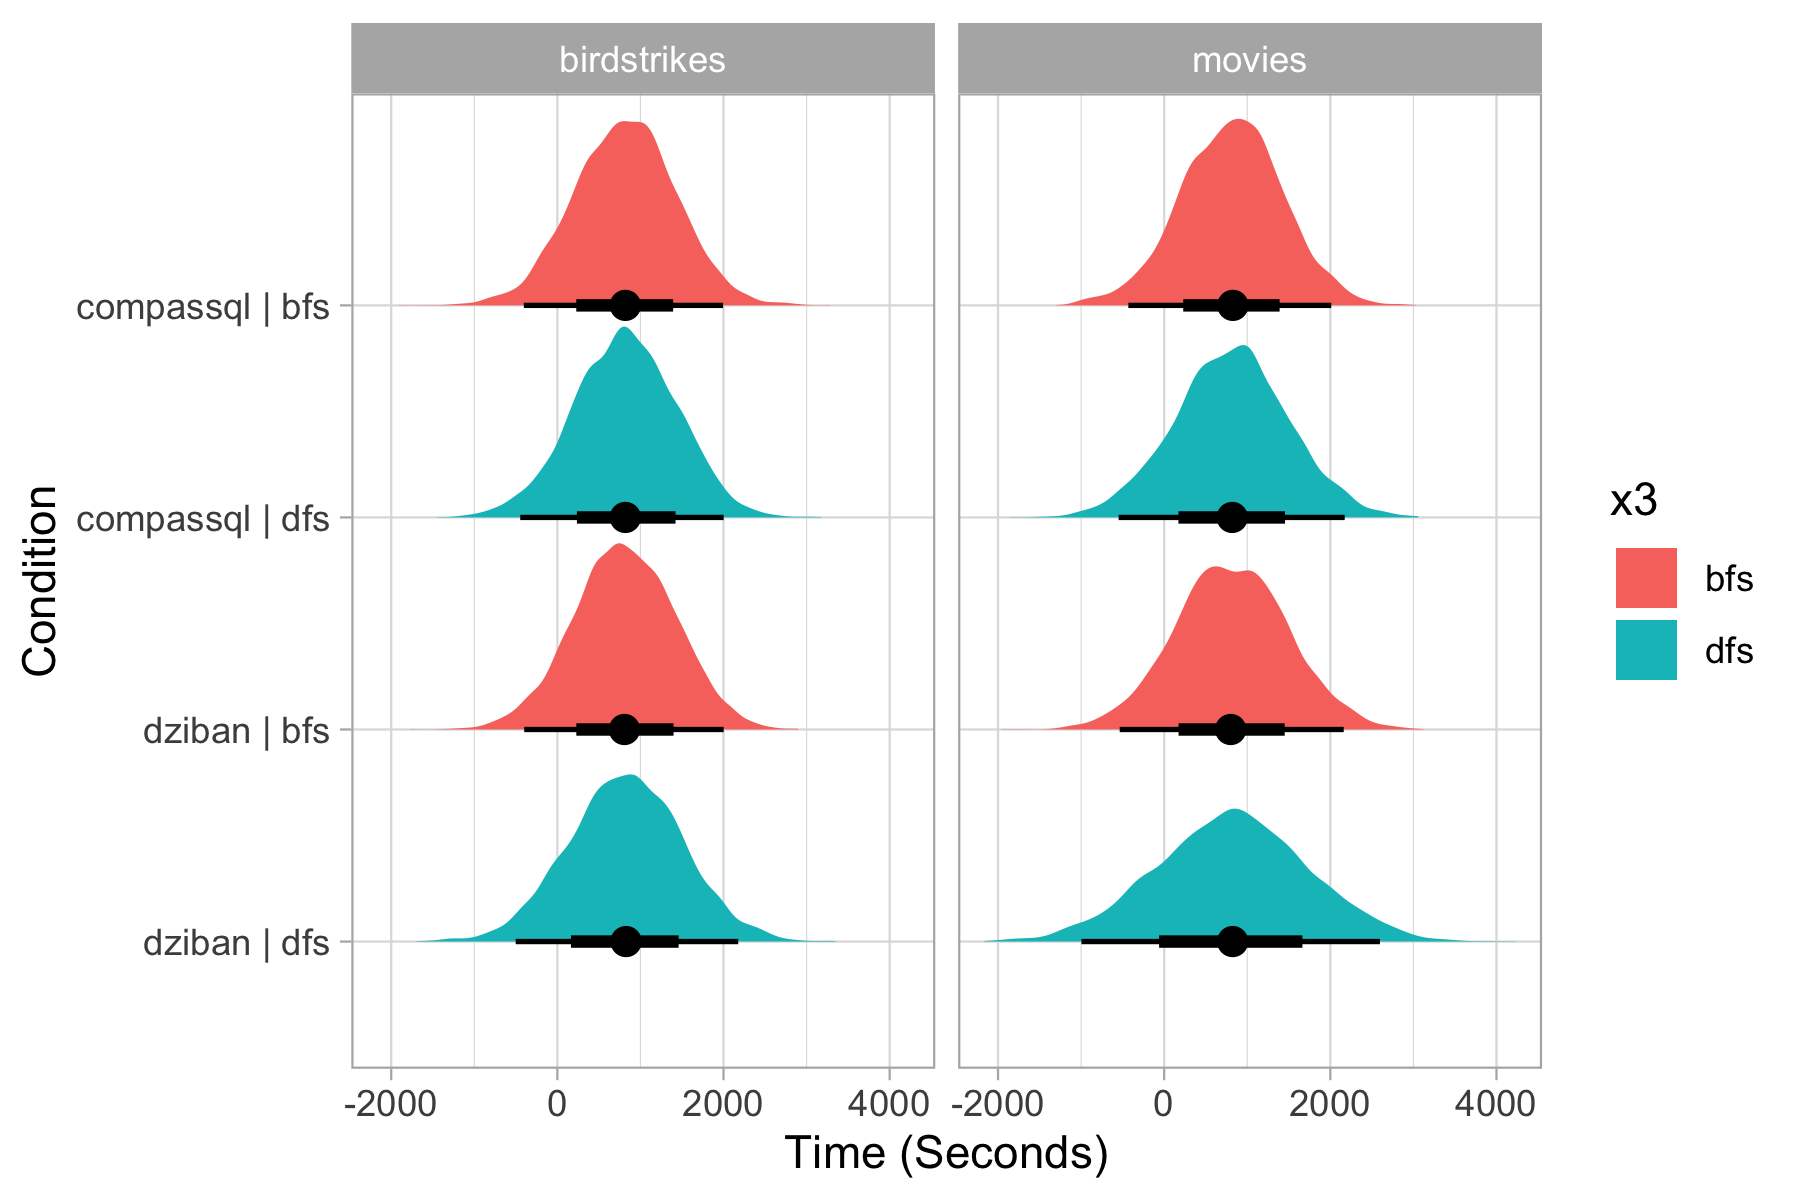 birdstrikes movies
compassql | bfs
compassql | dfs
dziban | bfs
dziban | dfs
Condition
-2000 0 2000 4000 -2000 0 2000 4000
Time (Seconds)
x3
bfs
dfs